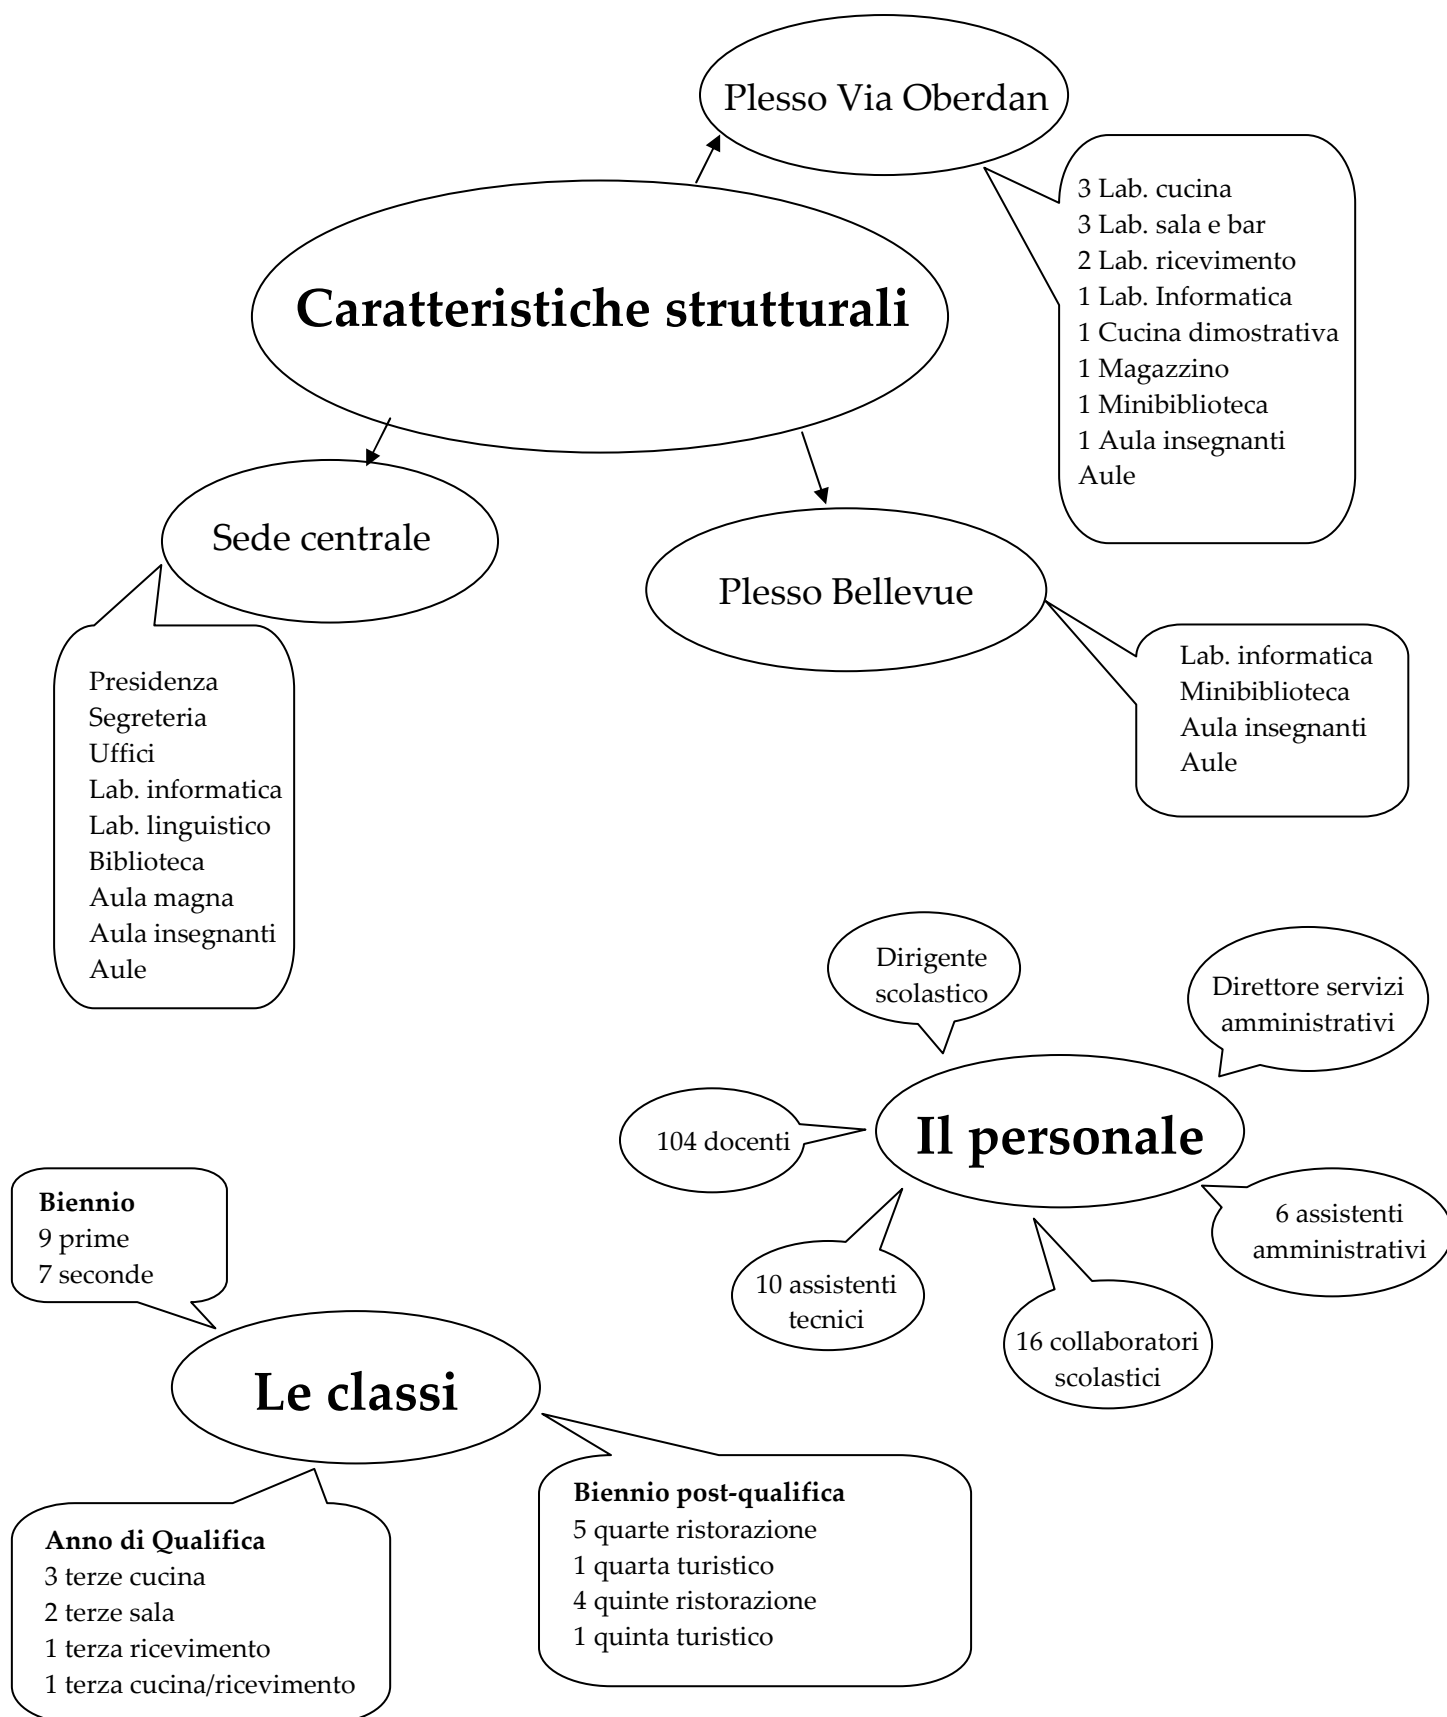 Plesso Via Oberdan
3 Lab. cucina
3 Lab. sala e bar
2 Lab. ricevimento
1 Lab. Informatica
1 Cucina dimostrativa
1 Magazzino
1 Minibiblioteca
1 Aula insegnanti
Aule
Caratteristiche strutturali
Sede centrale
Plesso Bellevue
Presidenza
Segreteria
Uffici
Lab. informatica
Lab. linguistico
Biblioteca
Aula magna
Aula insegnanti
Aule
Lab. informatica
Minibiblioteca
Aula insegnanti
Aule
Dirigente
scolastico
Direttore servizi
amministrativi
104 docenti
Il personale
6 assistenti
amministrativi
10 assistenti
tecnici
16 collaboratori
scolastici
Biennio
9 prime
7 seconde
Le classi
Anno di Qualifica
3 terze cucina
2 terze sala
1 terza ricevimento
1 terza cucina/ricevimento
Biennio post-qualifica
5 quarte ristorazione
1 quarta turistico
4 quinte ristorazione
1 quinta turistico